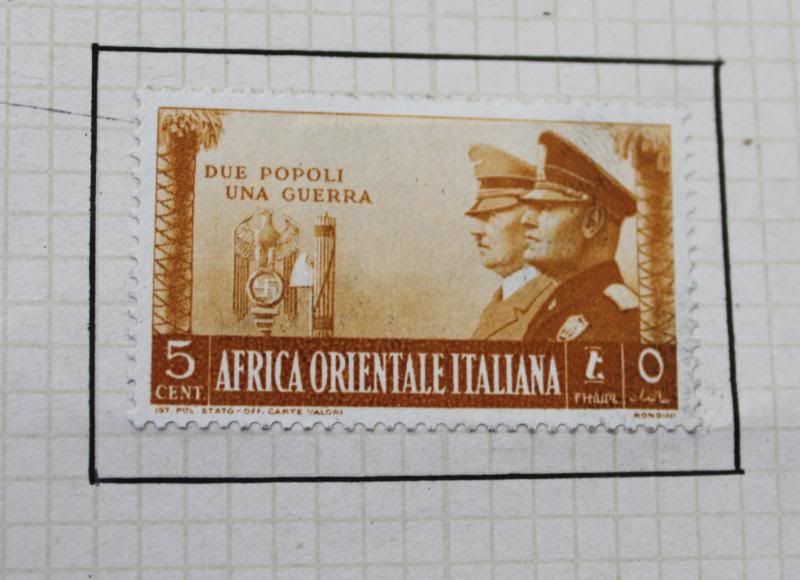 DUE POPOLI
UNA GUERRA
5
CENT.
AFRICA ORIENTALE ITALIANA
IST. POL. STATO-OFF. CARTE VALORI
RONDINI